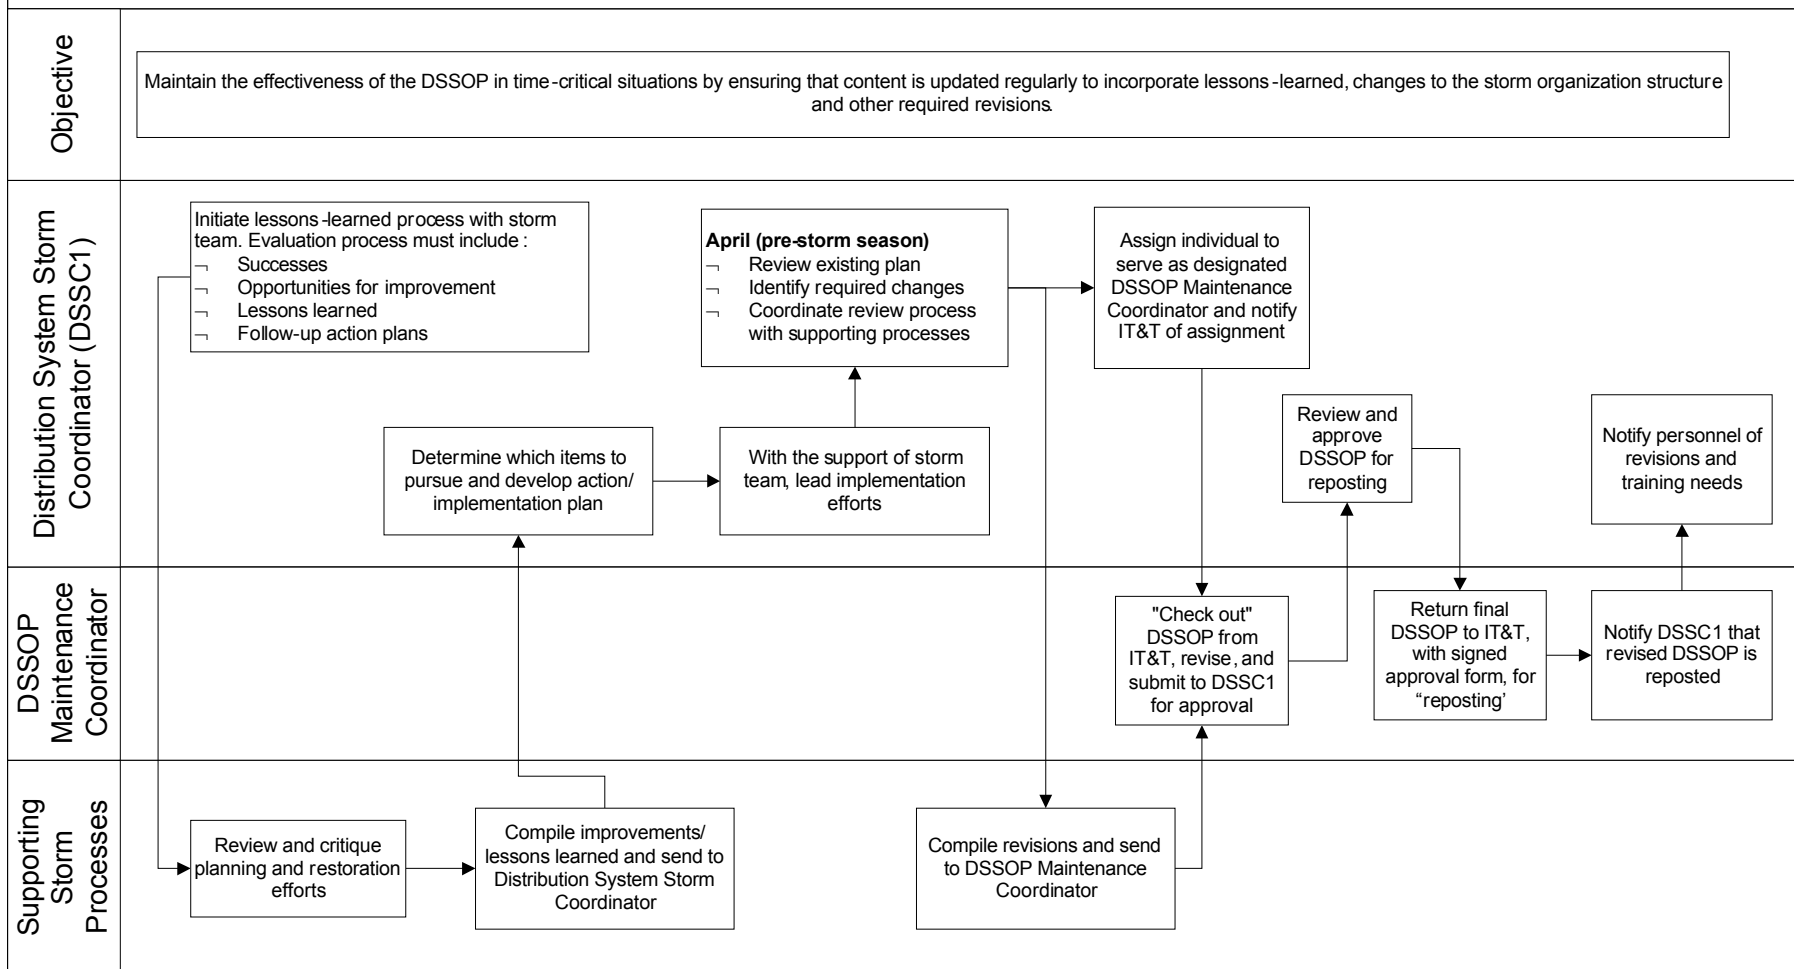 Objective
Maintain the effectiveness of the DSSOP in time-critical situations by ensuring that content is updated regularly to incorporate lessons-learned, changes to the storm organization structure
and other required revisions.
Distribution System Storm
Coordinator (DSSC1)
Initiate lessons-learned process with storm
team. Evaluation process must include :
¬ Successes
¬ Opportunities for improvement
¬ Lessons learned
¬ Follow-up action plans
April (pre-storm season)
¬ Review existing plan
¬ Identify required changes
¬ Coordinate review process
with supporting processes
Assign individual to
serve as designated
DSSOP Maintenance
Coordinator and notify
IT&T of assignment
Determine which items to
pursue and develop action/
implementation plan
With the support of storm
team, lead implementation
efforts
Review and
approve
DSSOP for
reposting
Notify personnel of
revisions and
training needs
DSSOP
Maintenance
Coordinator
"Check out"
DSSOP from
IT&T, revise, and
submit to DSSC1
for approval
Return final
DSSOP to IT&T,
with signed
approval form, for
“reposting’
Notify DSSC1 that
revised DSSOP is
reposted
Supporting
Storm
Processes
Review and critique
planning and restoration
efforts
Compile improvements/
lessons learned and send to
Distribution System Storm
Coordinator
Compile revisions and send
to DSSOP Maintenance
Coordinator